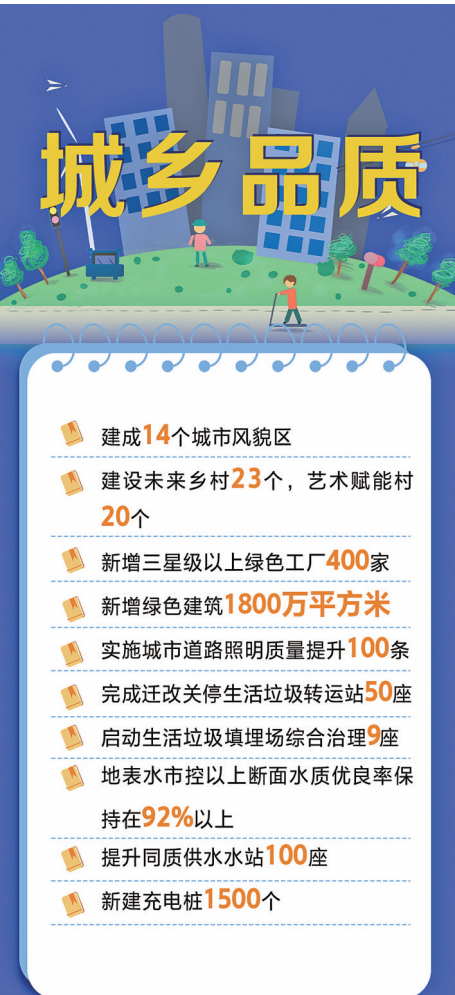 城乡品质
建成14个城市风貌区
建设未来乡村23个，艺术赋能村
20个
新增三星级以上绿色工厂400家
新增绿色建筑1800万平方米
实施城市道路照明质量提升100条
完成迁改关停生活垃圾转运站50座
启动生活垃圾填埋场综合治理9座
地表水市控以上断面水质优良率保
持在92%以上
提升同质供水水站100座
新建充电桩1500个